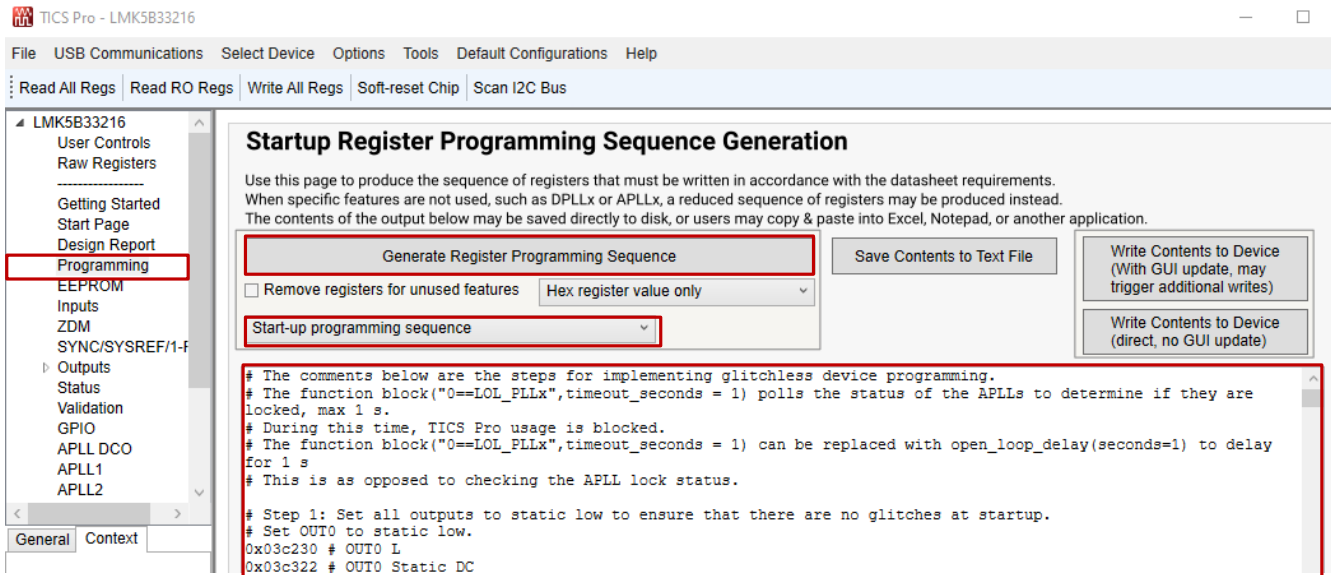 TICS Pro - LMK5B33216
File USB Communications Select Device Options Tools Default Configurations Help
Read All Regs Read RO Regs Write All Regs Soft-reset Chip Scan I2C Bus
LMK5B33216
User Controls
Raw Registers
-----------------
Getting Started
Start Page
Design Report
Programming
EEPROM
Inputs
ZDM
SYNC/SYSREF/1-F
Outputs
Status
Validation
GPIO
APLL DCO
APLL1
APLL2
General Context
Startup Register Programming Sequence Generation
Use this page to produce the sequence of registers that must be written in accordance with the datasheet requirements.
When specific features are not used, such as DPLLx or APLLx, a reduced sequence of registers may be produced instead.
The contents of the output below may be saved directly to disk, or users may copy & paste into Excel, Notepad, or another application.
Generate Register Programming Sequence
Remove registers for unused features
Hex register value only
Start-up programming sequence
Save Contents to Text File
Write Contents to Device
(With GUI update, may
trigger additional writes)
Write Contents to Device
(direct, no GUI update)
# The comments below are the steps for implementing glitchless device programming.
# The function block("0==LOL_PLLx",timeout_seconds = 1) polls the status of the APLLs to determine if they are
locked, max 1 s.
# During this time, TICS Pro usage is blocked.
# The function block("0==LOL_PLLx",timeout_seconds = 1) can be replaced with open_loop_delay(seconds=1) to delay
for 1 s
# This is as opposed to checking the APLL lock status.
# Step 1: Set all outputs to static low to ensure that there are no glitches at startup.
# Set OUT0 to static low.
0x03c230 # OUT0 L
0x03c322 # OUT0 Static DC